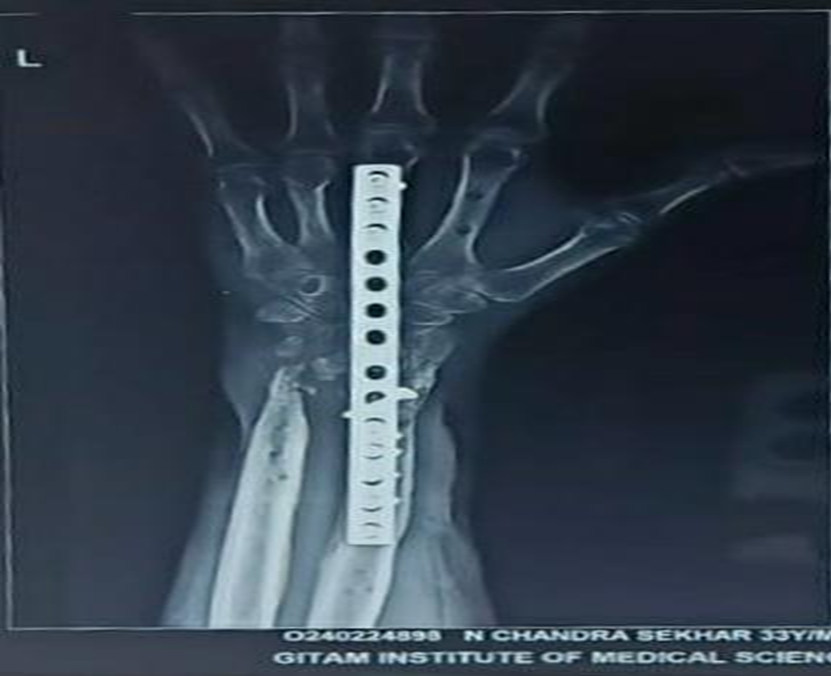 L
O240224898 N CHANDRA SEKHAR 33Y/M
GITAM INSTITUTE OF MEDICAL SCIENC